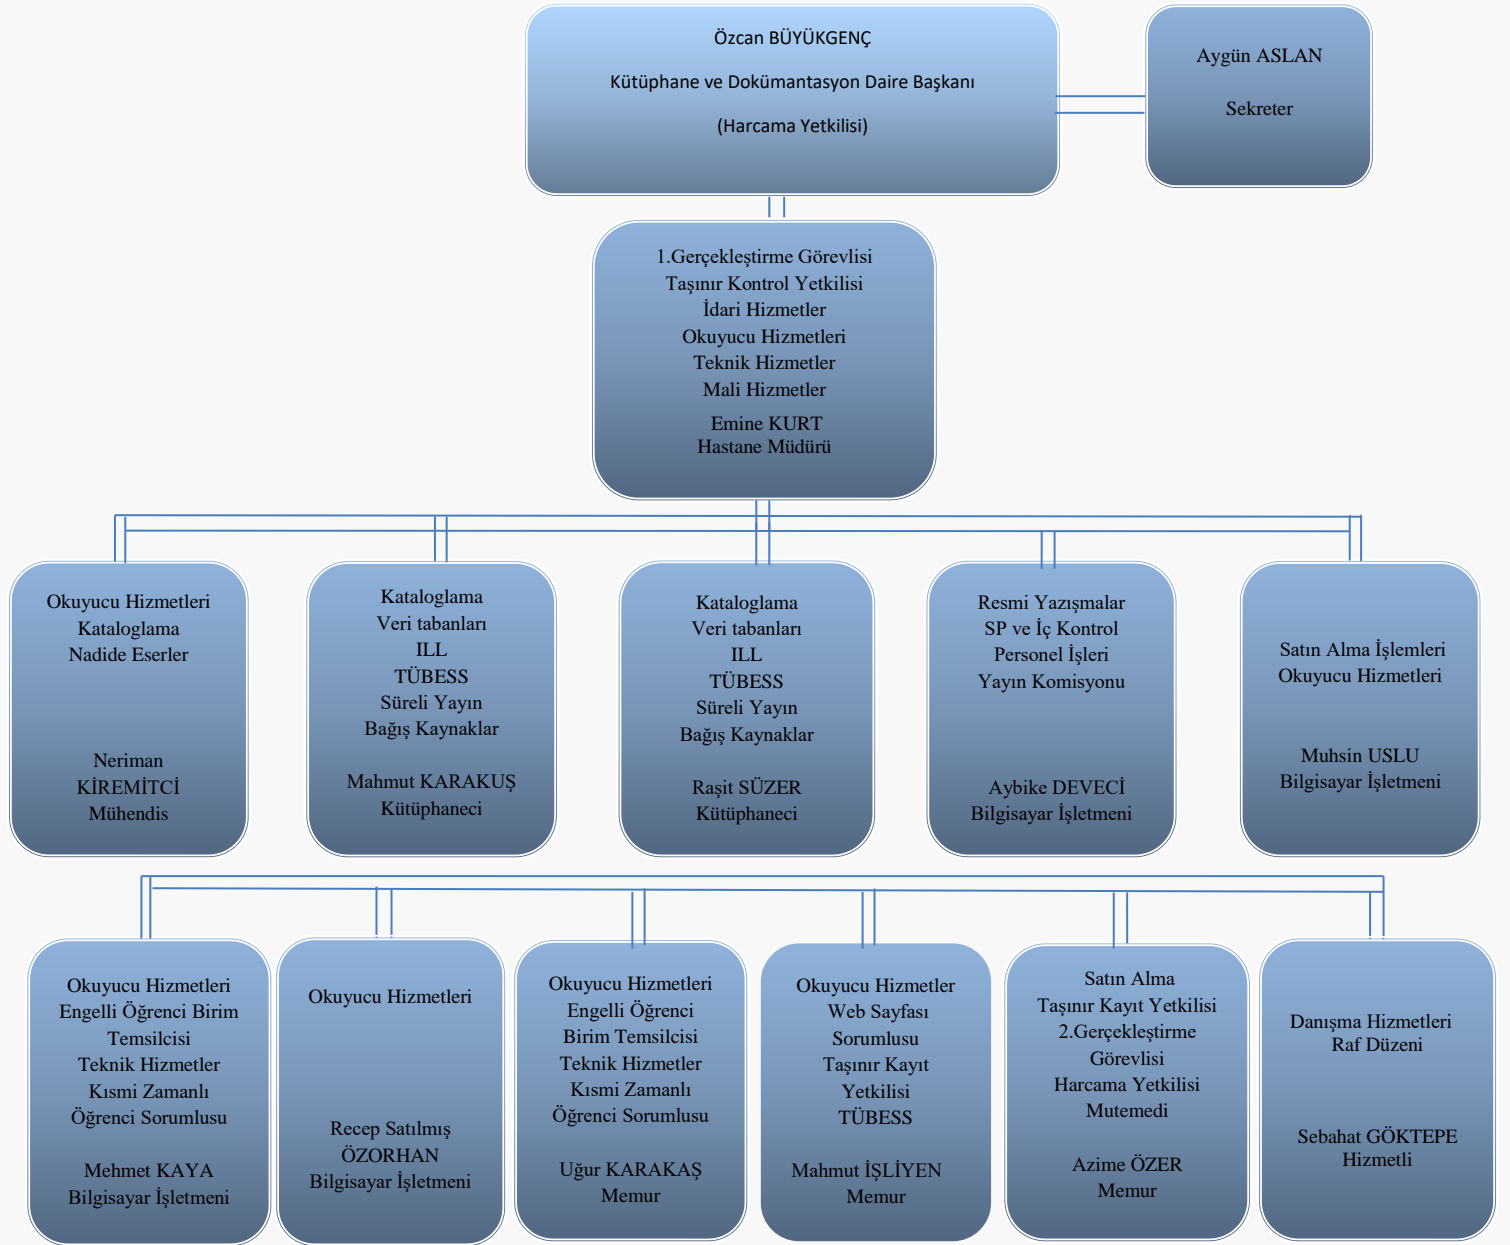 Özcan BÜYÜKGENÇ
Kütüphane ve Dokümantasyon Daire Başkanı
(Harcama Yetkilisi)
Aygün ASLAN
Sekreter
1.Gerçekleştirme Görevlisi
Taşınır Kontrol Yetkilisi
İdari Hizmetler
Okuyucu Hizmetleri
Teknik Hizmetler
Mali Hizmetler
Emine KURT
Hastane Müdürü
Okuyucu Hizmetleri
Kataloglama
Nadide Eserler
Neriman
KİREMİTCİ
Mühendis
Kataloglama
Veri tabanları
ILL
TÜBESS
Süreli Yayın
Bağış Kaynaklar
Mahmut KARAKUŞ
Kütüphaneci
Kataloglama
Veri tabanları
ILL
TÜBESS
Süreli Yayın
Bağış Kaynaklar
Raşit SÜZER
Kütüphaneci
Resmi Yazışmalar
SP ve İç Kontrol
Personel İşleri
Yayın Komisyonu
Aybike DEVECİ
Bilgisayar İşletmeni
Satın Alma İşlemleri
Okuyucu Hizmetleri
Muhsin USLU
Bilgisayar İşletmeni
Okuyucu Hizmetleri
Engelli Öğrenci Birim
Temsilcisi
Teknik Hizmetler
Kısmi Zamanlı
Öğrenci Sorumlusu
Mehmet KAYA
Bilgisayar İşletmeni
Okuyucu Hizmetleri
Recep Satılmış
ÖZORHAN
Bilgisayar İşletmeni
Okuyucu Hizmetleri
Engelli Öğrenci
Birim Temsilcisi
Teknik Hizmetler
Kısmi Zamanlı
Öğrenci Sorumlusu
Uğur KARAKAŞ
Memur
Okuyucu Hizmetler
Web Sayfası
Sorumlusu
Taşınır Kayıt
Yetkilisi
TÜBESS
Mahmut İŞLİYEN
Memur
Satın Alma
Taşınır Kayıt Yetkilisi
2.Gerçekleştirme
Görevlisi
Harcama Yetkilisi
Mutemedi
Azime ÖZER
Memur
Danışma Hizmetleri
Raf Düzeni
Sebahat GÖKTEPE
Hizmetli